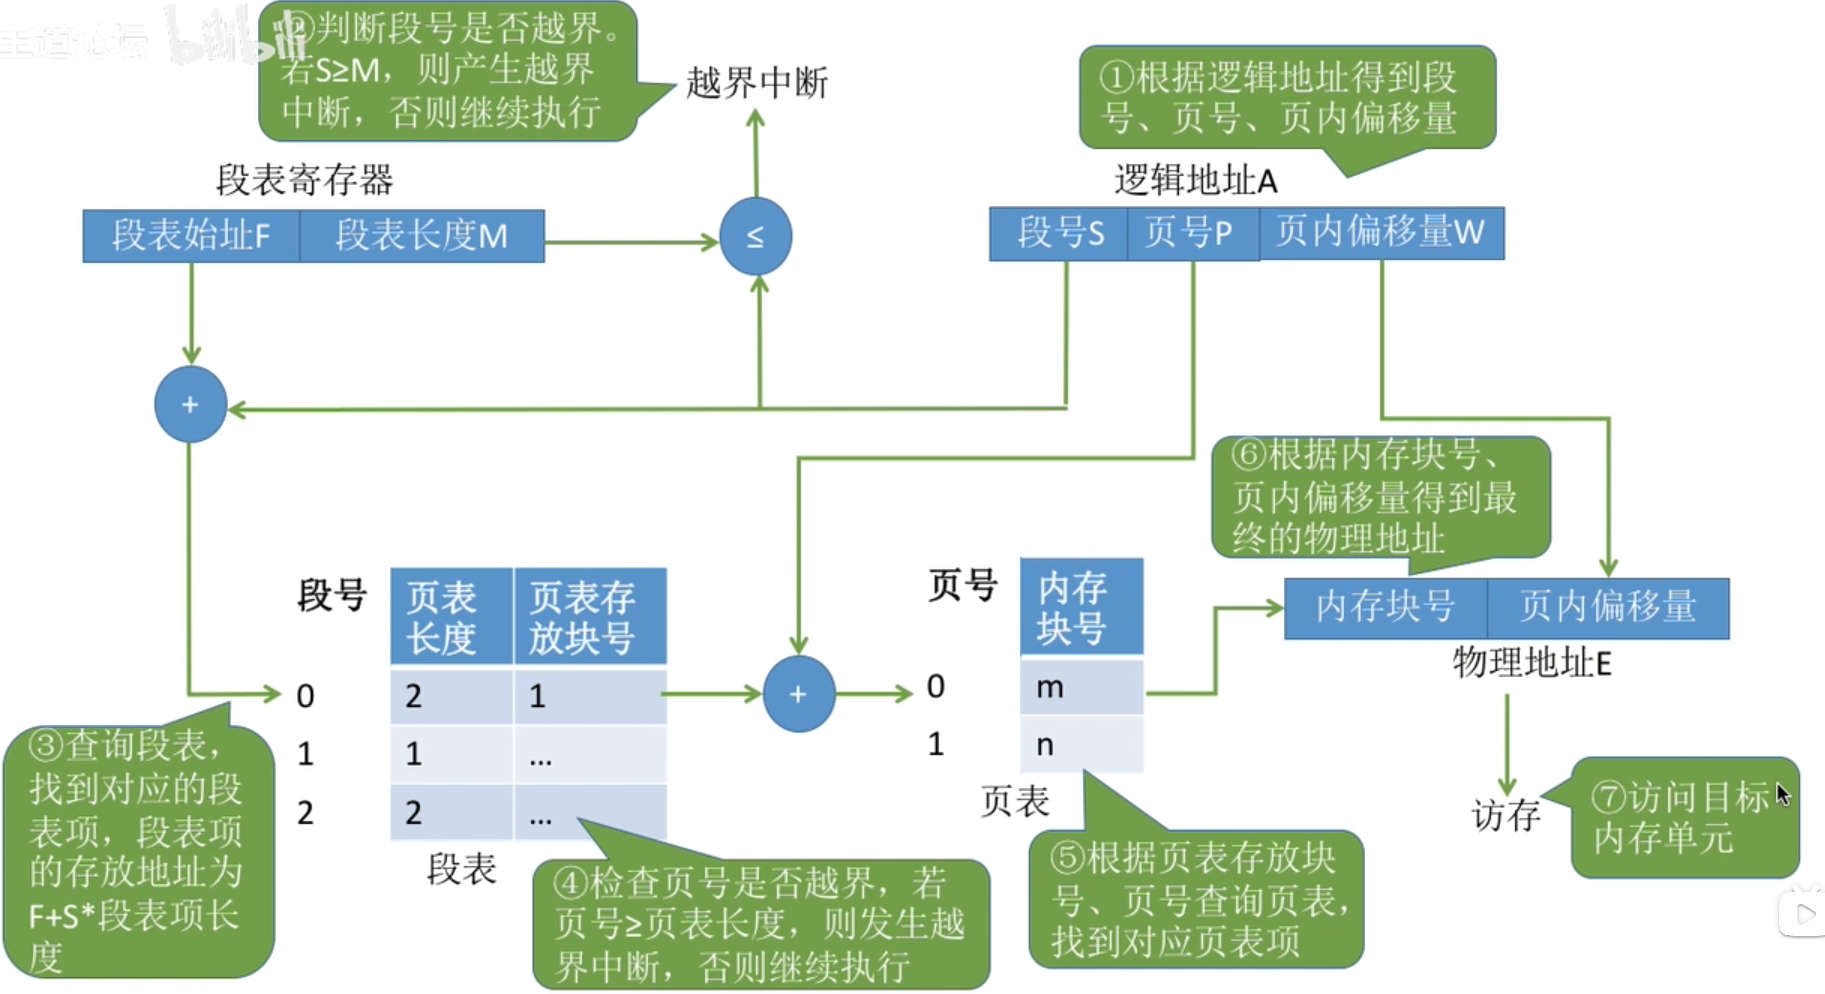 王道论坛 bilibili
②判断段号是否越界。
若S≥M，则产生越界
中断，否则继续执行
越界中断
①根据逻辑地址得到段
号、页号、页内偏移量
段表寄存器
段表始址F 段表长度M
≤
逻辑地址A
段号S 页号P 页内偏移量W
+
⑥根据内存块号、
页内偏移量得到最
终的物理地址
段号 页表
长度 页表存
放块号
0 2 1
1 1 ...
2 2 ...
段表
+
页号 内存
块号
0 m
1 n
页表
内存块号 页内偏移量
物理地址E
访存
③查询段表，
找到对应的段
表项，段表项
的存放地址为
F+S*段表项长
度
④检查页号是否越界，若
页号≥页表长度，则发生越
界中断，否则继续执行
⑤根据页表存放块
号、页号查询页表，
找到对应页表项
⑦访问目标
内存单元